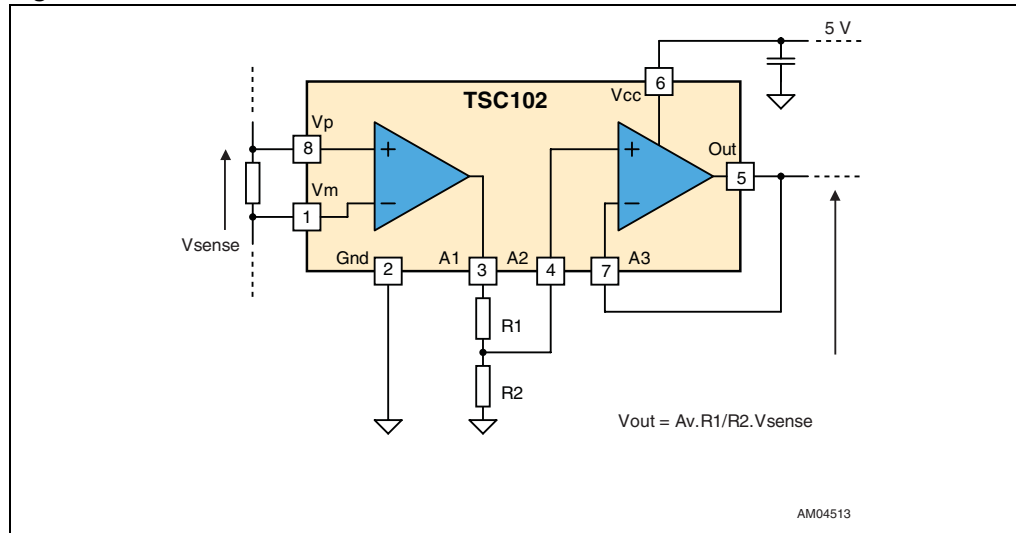 5 V
TSC102
Vcc
6
Vp
8
Out
5
Vm
1
Vsense
Gnd
A1
A2
A3
2
3
4
7
R1
R2
Vout = Av.R1/R2.Vsense
AM04513